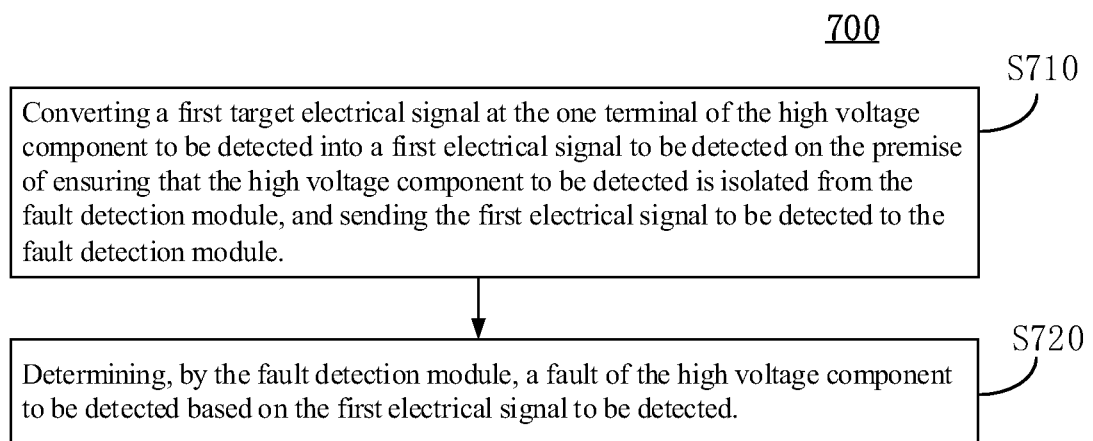 700
S710
Converting a first target electrical signal at the one terminal of the high voltage
component to be detected into a first electrical signal to be detected on the premise
of ensuring that the high voltage component to be detected is isolated from the
fault detection module, and sending the first electrical signal to be detected to the
fault detection module.
S720
Determining, by the fault detection module, a fault of the high voltage component
to be detected based on the first electrical signal to be detected.